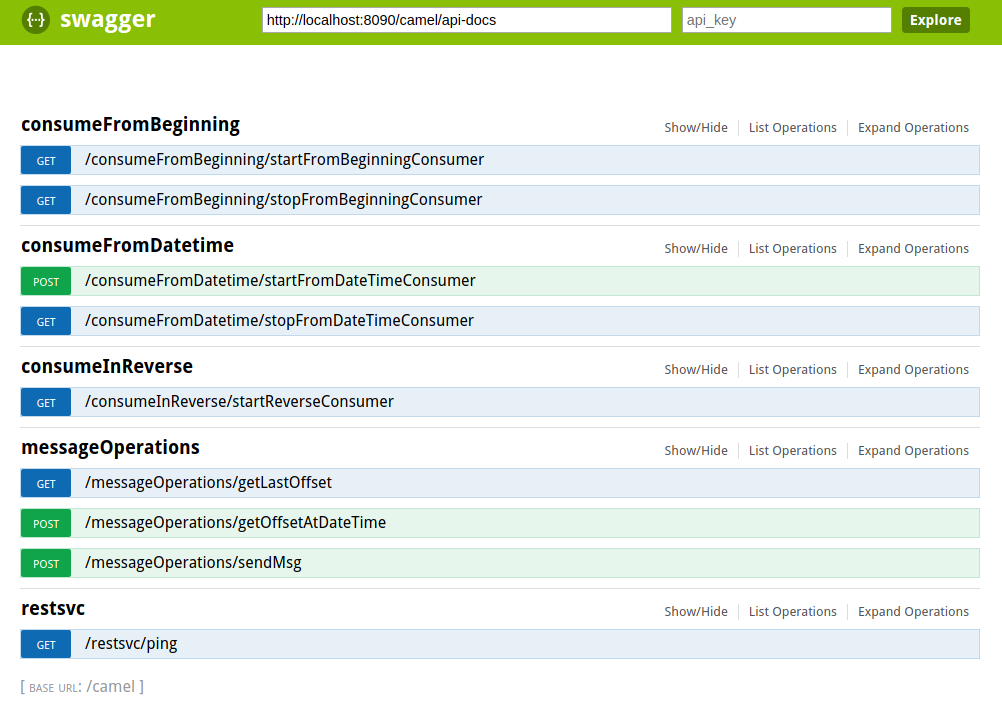 {··} swagger http://localhost:8090/camel/api-docs api_key Explore
consumeFromBeginning Show/Hide List Operations Expand Operations
GET /consumeFromBeginning/startFromBeginningConsumer
GET /consumeFromBeginning/stopFromBeginningConsumer
consumeFromDatetime Show/Hide List Operations Expand Operations
POST /consumeFromDatetime/startFromDateTimeConsumer
GET /consumeFromDatetime/stopFromDateTimeConsumer
consumeInReverse Show/Hide List Operations Expand Operations
GET /consumeInReverse/startReverseConsumer
messageOperations Show/Hide List Operations Expand Operations
GET /messageOperations/getLastOffset
POST /messageOperations/getOffsetAtDateTime
POST /messageOperations/sendMsg
restsvc Show/Hide List Operations Expand Operations
GET /restsvc/ping
[ BASE URL: /camel ]